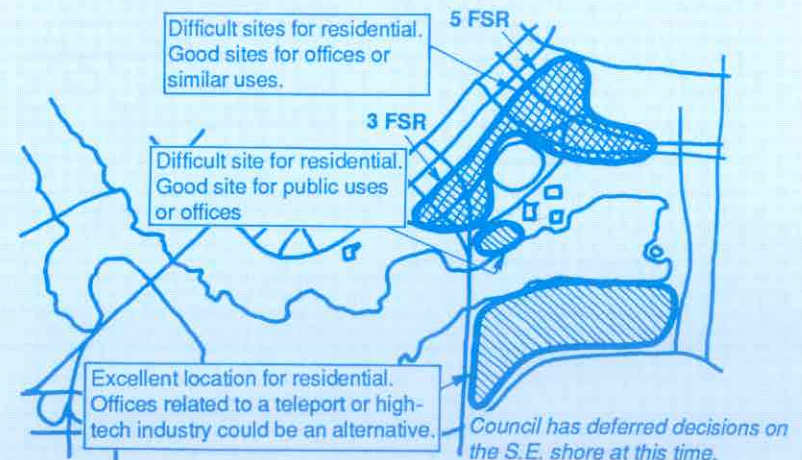 Difficult sites for residential.
Good sites for offices or
similar uses.
5 FSR
3 FSR
Difficult site for residential.
Good site for public uses
or offices
Excellent location for residential.
Offices related to a teleport or high-
tech industry could be an alternative.
Council has deferred decisions on
the S.E. shore at this time.